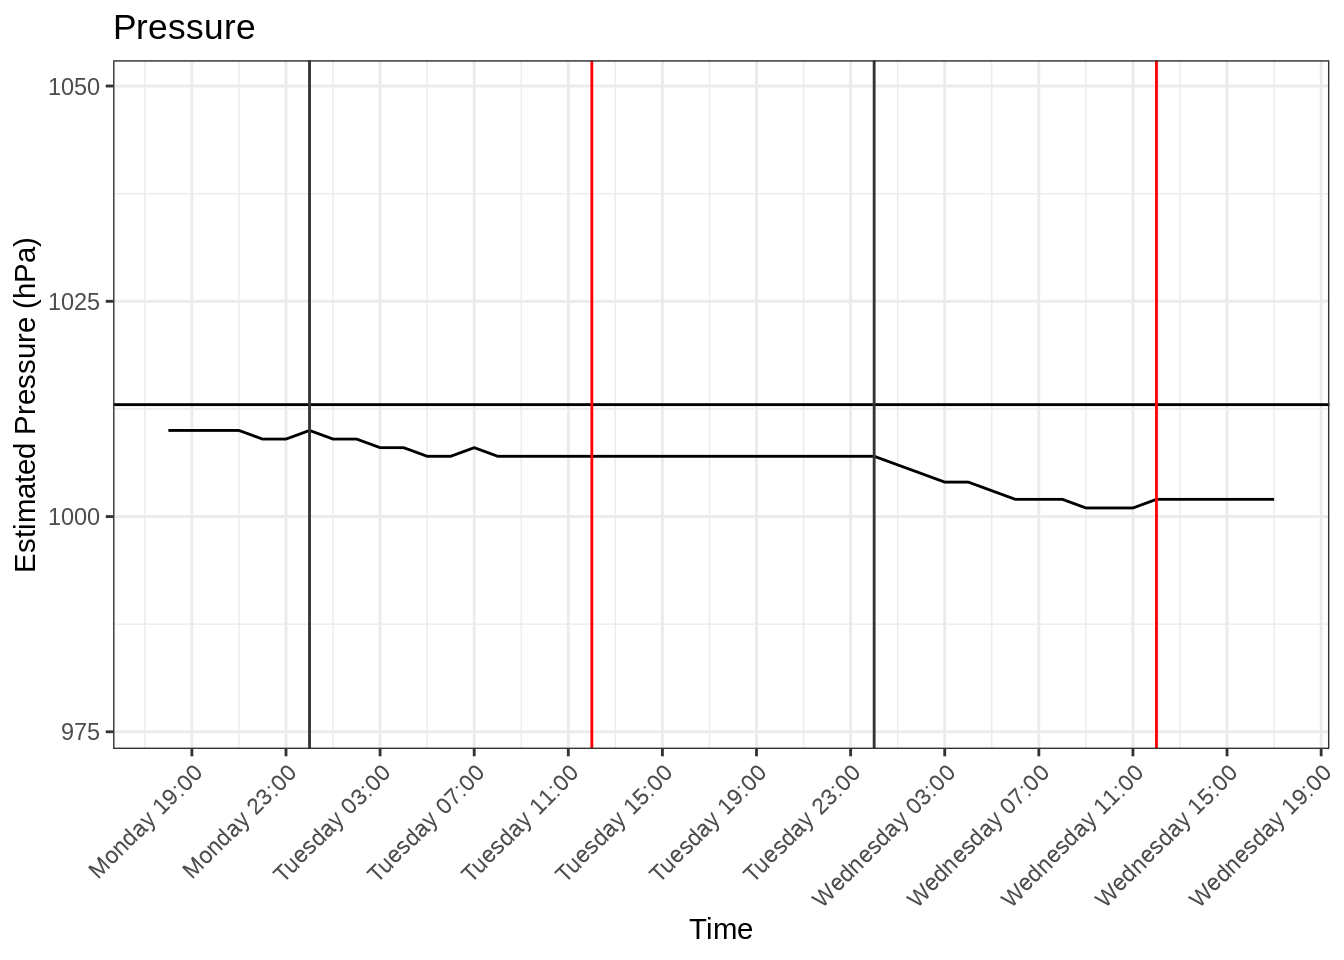 Pressure
Estimated Pressure (hPa)
1050
1025
1000
975
Monday 19:00
Monday 23:00
Tuesday 03:00
Tuesday 07:00
Tuesday 11:00
Tuesday 15:00
Tuesday 19:00
Tuesday 23:00
Wednesday 03:00
Wednesday 07:00
Wednesday 11:00
Wednesday 15:00
Wednesday 19:00
Time